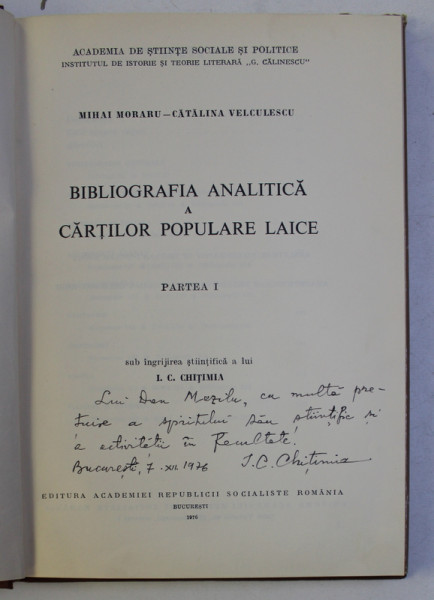 ACADEMIA DE ȘTIINȚE SOCIALE ȘI POLITICE
INSTITUTUL DE ISTORIE ȘI TEORIE LITERARĂ „G. CĂLINESCU”
MIHAI MORARU — CĂTĂLINA VELCULESCU
BIBLIOGRAFIA ANALITICĂ
A
CĂRȚILOR POPULARE LAICE
PARTEA I
sub îngrijirea științifică a lui
I. C. CHIȚIMIA
Lui Dan Mazilu, cu multă pre-
țuire a spiritului său științific și
a activității în Facultate.
București, 7-XII 1976 I. C. Chițimia
EDITURA ACADEMIEI REPUBLICII SOCIALISTE ROMÂNIA
BUCUREȘTI
1976